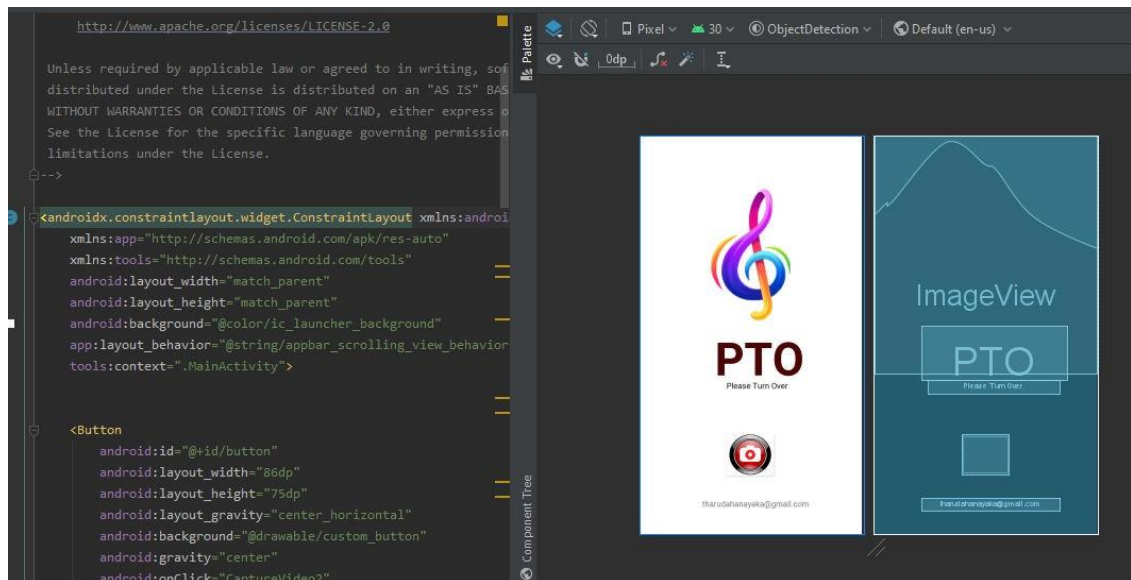 http://www.apache.org/licenses/LICENSE-2.0
Unless required by applicable law or agreed to in writing, sof
distributed under the License is distributed on an "AS IS" BAS
WITHOUT WARRANTIES OR CONDITIONS OF ANY KIND, either express o
See the License for the specific language governing permission
limitations under the License.
-->
<androidx.constraintlayout.widget.ConstraintLayout xmlns:androi
xmlns:app="http://schemas.android.com/apk/res-auto"
xmlns:tools="http://schemas.android.com/tools"
android:layout_width="match_parent"
android:layout_height="match_parent"
android:background="@color/ic_launcher_background"
app:layout_behavior="@string/appbar_scrolling_view_behavior
tools:context=".MainActivity">
<Button
android:id="@+id/button"
android:layout_width="86dp"
android:layout_height="75dp"
android:layout_gravity="center_horizontal"
android:background="@drawable/custom_button"
android:gravity="center"
android:onClick="CaptureVideo2"
Palette
Component Tree
Pixel
30
ObjectDetection
Default (en-us)
0dp
PTO
Please Turn Over
tharudahanayaka@gmail.com
ImageView
PTO
Please Turn Over
tharudahanayaka@gmail.com